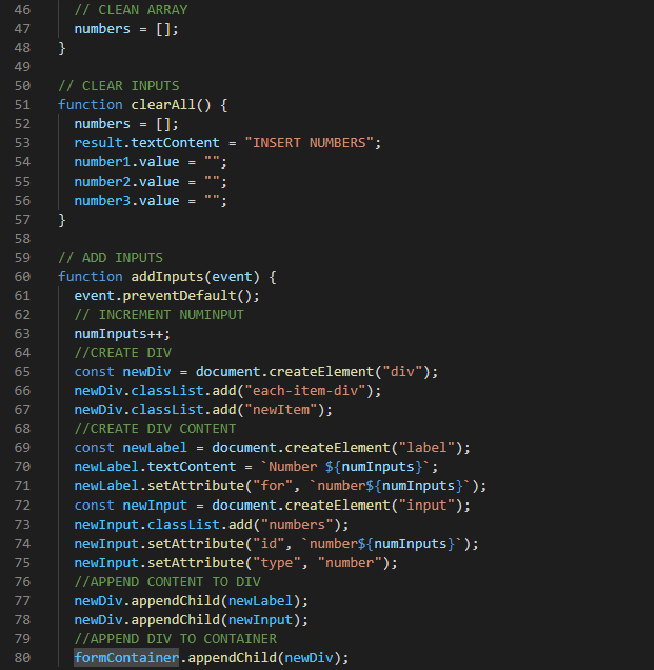 46 // CLEAN ARRAY
47 numbers = [];
48 }
49
50 // CLEAR INPUTS
51 function clearAll() {
52 numbers = [];
53 result.textContent = "INSERT NUMBERS";
54 number1.value = "";
55 number2.value = "";
56 number3.value = "";
57 }
58
59 // ADD INPUTS
60 function addInputs(event) {
61 event.preventDefault();
62 // INCREMENT NUMINPUT
63 numInputs++;
64 //CREATE DIV
65 const newDiv = document.createElement("div");
66 newDiv.classList.add("each-item-div");
67 newDiv.classList.add("newItem");
68 //CREATE DIV CONTENT
69 const newLabel = document.createElement("label");
70 newLabel.textContent = `Number ${numInputs}`;
71 newLabel.setAttribute("for", `number${numInputs}`);
72 const newInput = document.createElement("input");
73 newInput.classList.add("numbers");
74 newInput.setAttribute("id", `number${numInputs}`);
75 newInput.setAttribute("type", "number");
76 //APPEND CONTENT TO DIV
77 newDiv.appendChild(newLabel);
78 newDiv.appendChild(newInput);
79 //APPEND DIV TO CONTAINER
80 formContainer.appendChild(newDiv);